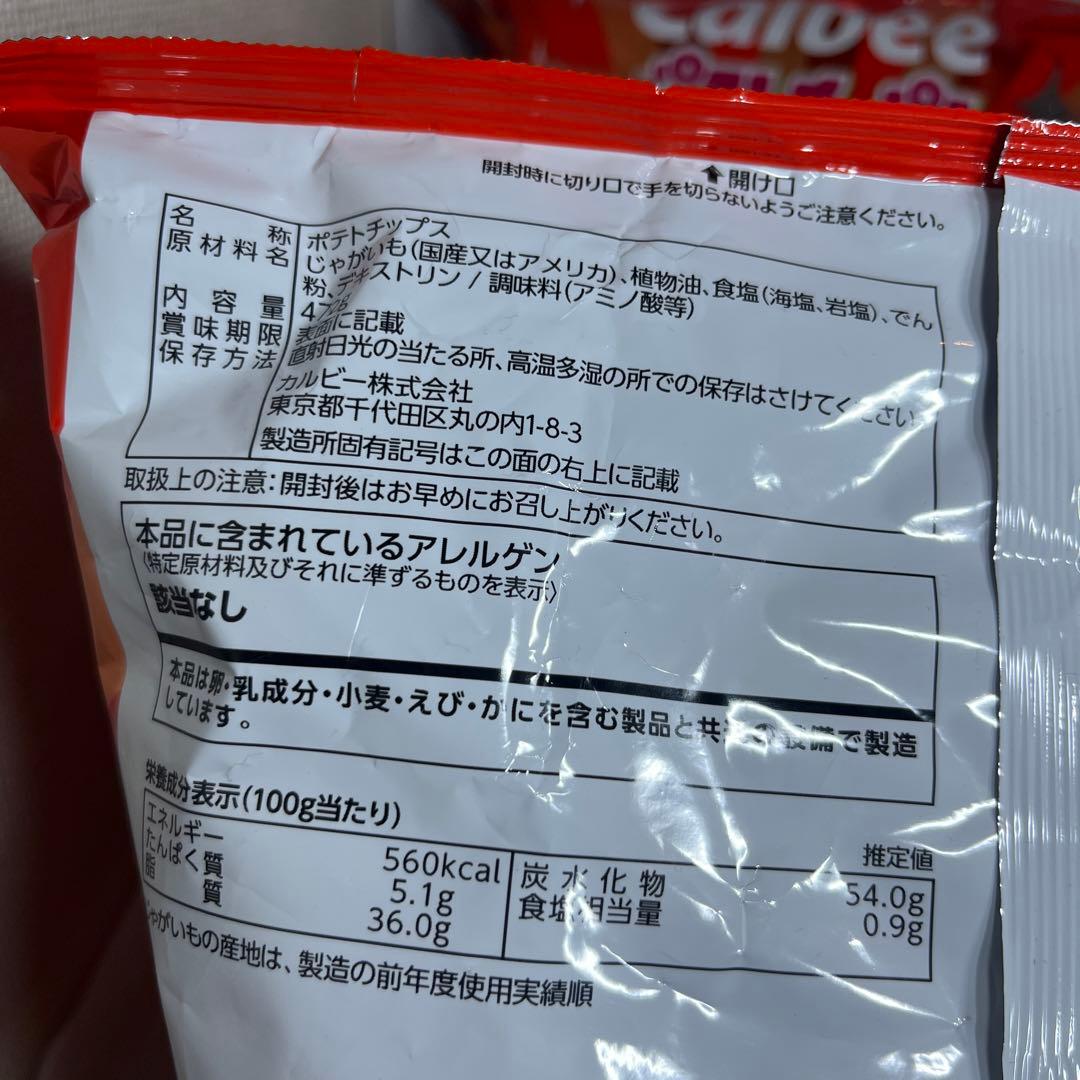 Calbee
↑開け口
開封時に切り口で手を切らないようご注意ください。
名称 ポテトチップス
原材料名 じゃがいも(国産又はアメリカ)、植物油、食塩(海塩、岩塩)、でん
粉、デキストリン / 調味料(アミノ酸等)
内容量
賞味期限 表面に記載
保存方法 直射日光の当たる所、高温多湿の所での保存はさけてください
カルビー株式会社
東京都千代田区丸の内1-8-3
製造所固有記号はこの面の右上に記載
取扱上の注意:開封後はお早めにお召し上がりください。
本品に含まれているアレルゲン
〈特定原材料及びそれに準ずるものを表示〉
該当なし
本品は卵・乳成分・小麦・えび・かにを含む製品と共通の設備で製造
しています。
栄養成分表示(100g当たり)
推定値
エネルギー 560kcal 炭水化物 54.0g
たんぱく質 5.1g 食塩相当量 0.9g
脂質 36.0g
じゃがいもの産地は、製造の前年度使用実績順